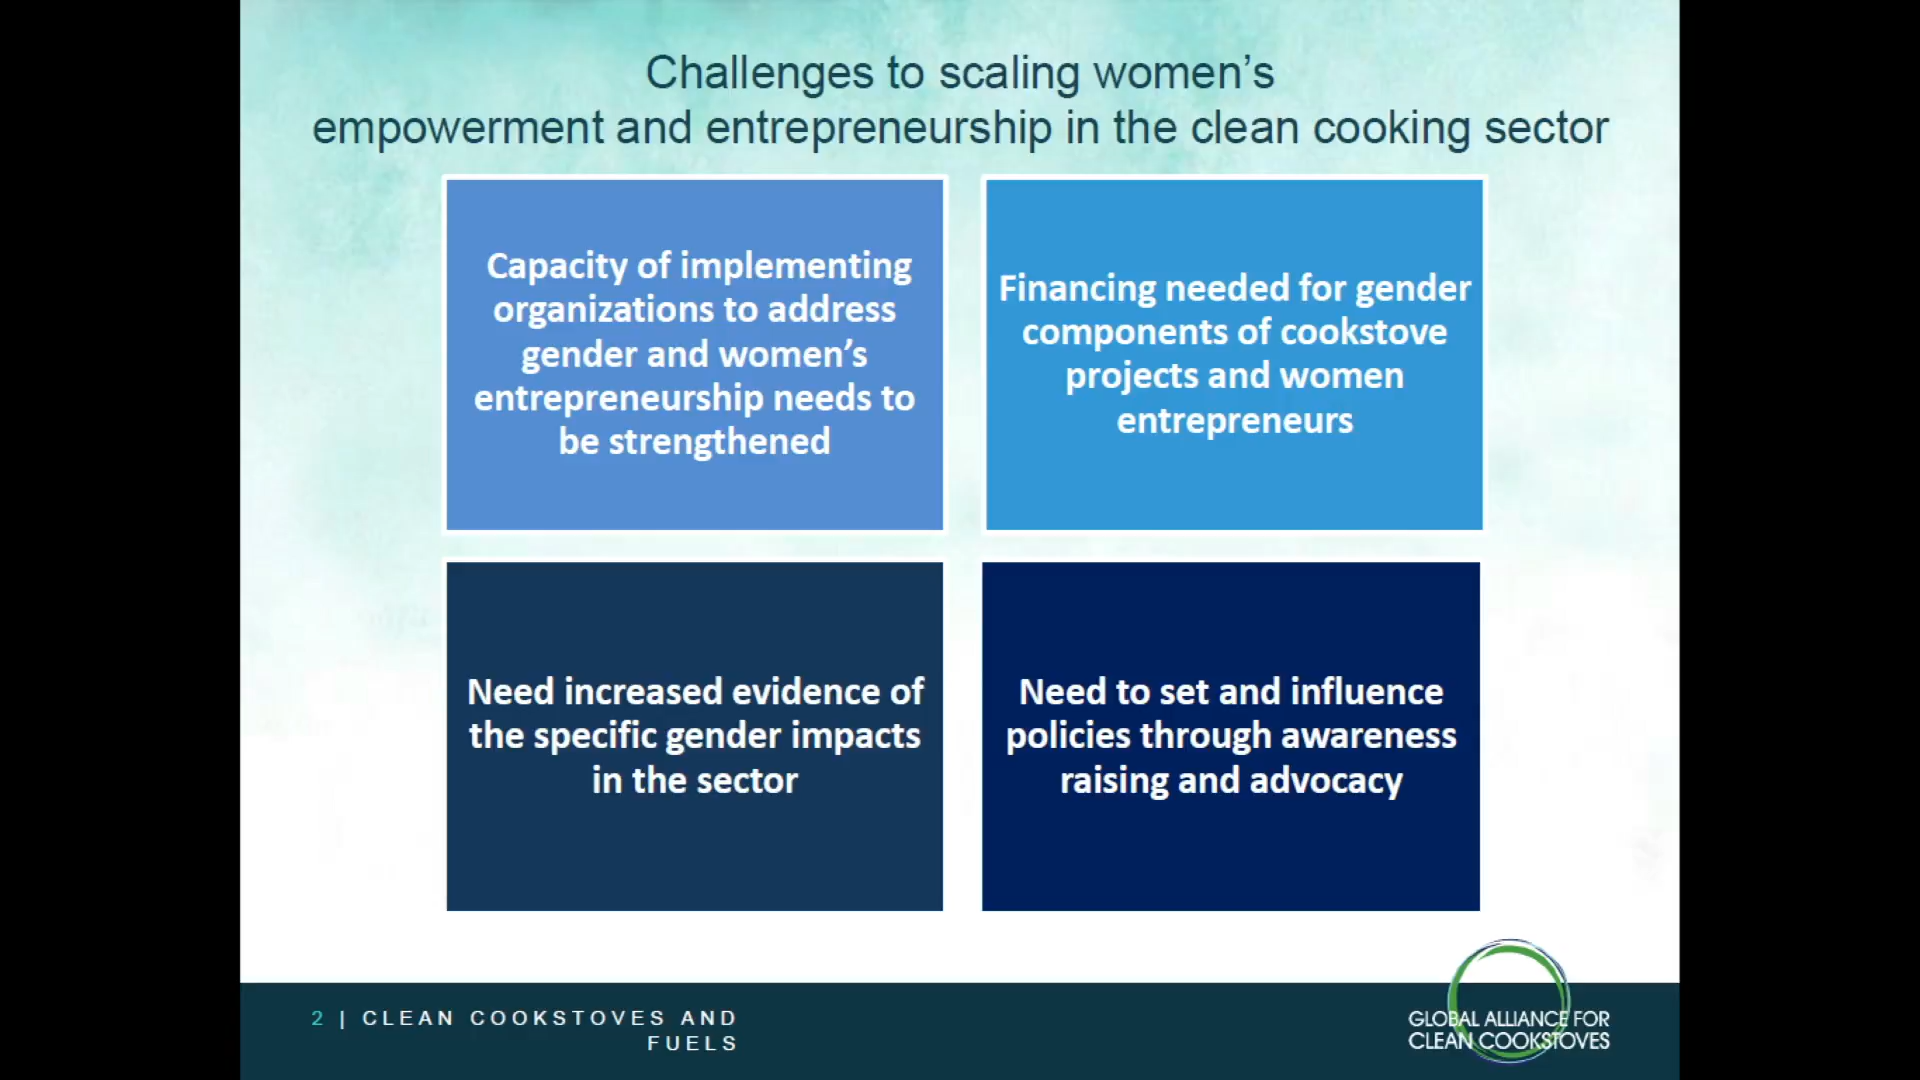 Challenges to scaling women’s
empowerment and entrepreneurship in the clean cooking sector
Capacity of implementing
organizations to address
gender and women’s
entrepreneurship needs to
be strengthened
Financing needed for gender
components of cookstove
projects and women
entrepreneurs
Need increased evidence of
the specific gender impacts
in the sector
Need to set and influence
policies through awareness
raising and advocacy
2 | CLEAN COOKSTOVES AND
FUELS
GLOBAL ALLIANCE FOR
CLEAN COOKSTOVES